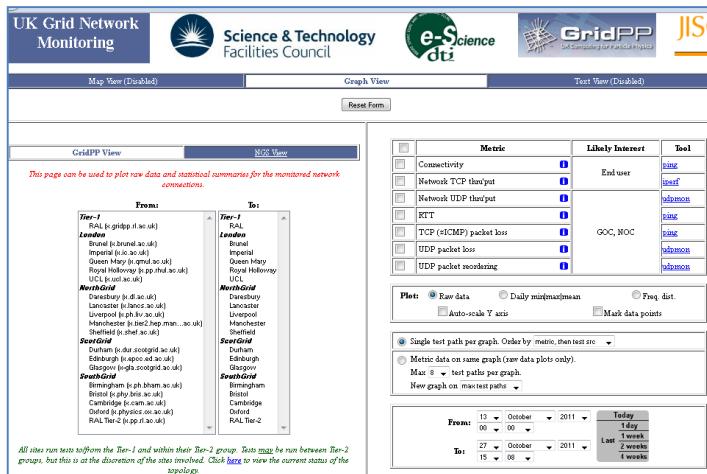 UK Grid Network
Monitoring
Science & Technology
Facilities Council
e-Science
dti
GridPP
UK Computing for Particle Physics
JISC
Map View (Disabled)
Graph View
Text View (Disabled)
Reset Form
GridPP View
NGS View
This page can be used to plot raw data and statistical summaries for the monitored network
connections.
From:
Tier-1
RAL (x.gridpp.rl.ac.uk)
London
Brunel (x.brunel.ac.uk)
Imperial (x.ic.ac.uk)
Queen Mary (x.qmul.ac.uk)
Royal Holloway (x.pp.rhul.ac.uk)
UCL (x.ucl.ac.uk)
NorthGrid
Daresbury (x.dl.ac.uk)
Lancaster (x.lancs.ac.uk)
Liverpool (x.ph.liv.ac.uk)
Manchester (x.tier2.hep.man...ac.uk)
Sheffield (x.shef.ac.uk)
ScotGrid
Durham (x.dur.scotgrid.ac.uk)
Edinburgh (x.epcc.ed.ac.uk)
Glasgow (x-gla.scotgrid.ac.uk)
SouthGrid
Birmingham (x.ph.bham.ac.uk)
Bristol (x.phy.bris.ac.uk)
Cambridge (x.cam.ac.uk)
Oxford (x.physics.ox.ac.uk)
RAL Tier-2 (x.pp.rl.ac.uk)
To:
Tier-1
RAL
London
Brunel
Imperial
Queen Mary
Royal Holloway
UCL
NorthGrid
Daresbury
Lancaster
Liverpool
Manchester
Sheffield
ScotGrid
Durham
Edinburgh
Glasgow
SouthGrid
Birmingham
Bristol
Cambridge
Oxford
RAL Tier-2
All sites run tests to/from the Tier-1 and within their Tier-2 group. Tests may be run between Tier-2
groups, but this is at the discretion of the sites involved. Click here to view the current status of the
topology.
Metric Likely Interest Tool
Connectivity i End user ping
Network TCP thru'put i iperf
Network UDP thru'put i GOC, NOC udpmon
RTT i ping
TCP (≡ICMP) packet loss i ping
UDP packet loss i udpmon
UDP packet reordering i udpmon
Plot: Raw data Daily min|max|mean Freq. dist.
Auto-scale Y axis Mark data points
Single test path per graph. Order by metric, then test src
Metric data on same graph (raw data plots only).
Max 8 test paths per graph.
New graph on max test paths
From: 13 October 2011
00 00
To: 27 October 2011
15 08
Today
Last
1 day
1 week
2 weeks
4 weeks